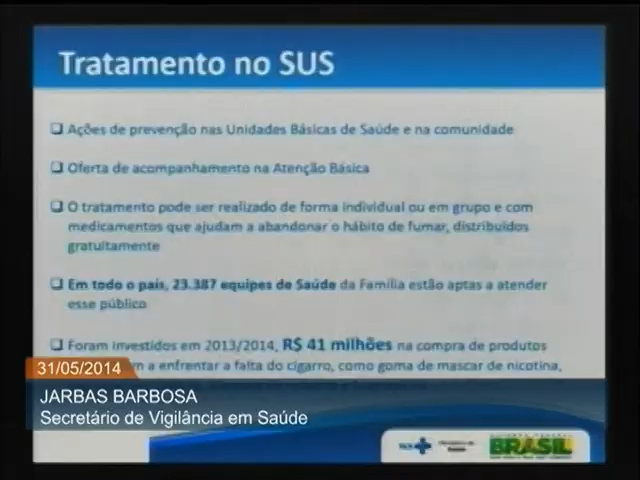 Tratamento no SUS
❑ Ações de prevenção nas Unidades Básicas de Saúde e na comunidade
❑ Oferta de acompanhamento na Atenção Básica
❑ O tratamento pode ser realizado de forma individual ou em grupo e com
medicamentos que ajudam a abandonar o hábito de fumar, distribuídos
gratuitamente
❑ Em todo o país, 23.387 equipes de Saúde da Família estão aptas a atender
esse público
❑ Foram investidos em 2013/2014, R$ 41 milhões na compra de produtos
a enfrentar a falta do cigarro, como goma de mascar de nicotina,
31/05/2014
JARBAS BARBOSA
Secretário de Vigilância em Saúde
SUS
Ministério da
Saúde
BRASIL